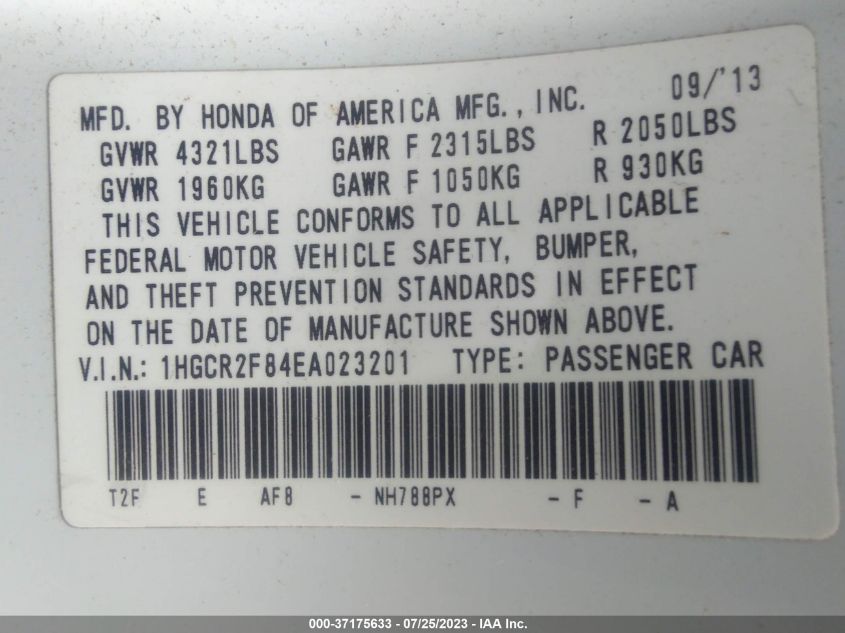 MFD. BY HONDA OF AMERICA MFG., INC. 09/'13
GVWR 4321LBS GAWR F 2315LBS R 2050LBS
GVWR 1960KG GAWR F 1050KG R 930KG
THIS VEHICLE CONFORMS TO ALL APPLICABLE
FEDERAL MOTOR VEHICLE SAFETY, BUMPER,
AND THEFT PREVENTION STANDARDS IN EFFECT
ON THE DATE OF MANUFACTURE SHOWN ABOVE.
V.I.N.: 1HGCR2F84EA023201 TYPE: PASSENGER CAR
T2F E AF8 - NH788PX - F - A
000-37175633 - 07/25/2023 - IAA Inc.